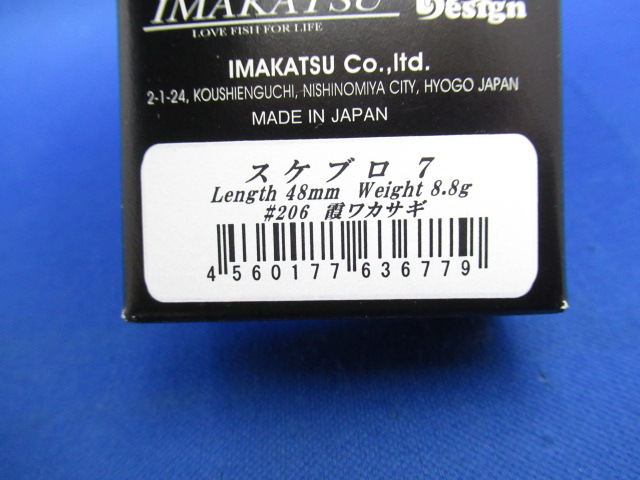 IMAKATSU Design
LOVE FISH FOR LIFE
IMAKATSU Co.,ltd.
2-1-24, KOUSHIENGUCHI, NISHINOMIYA CITY, HYOGO JAPAN
MADE IN JAPAN
スケブロ 7
Length 48mm Weight 8.8g
#206 霞ワカサギ
4 560177 636779